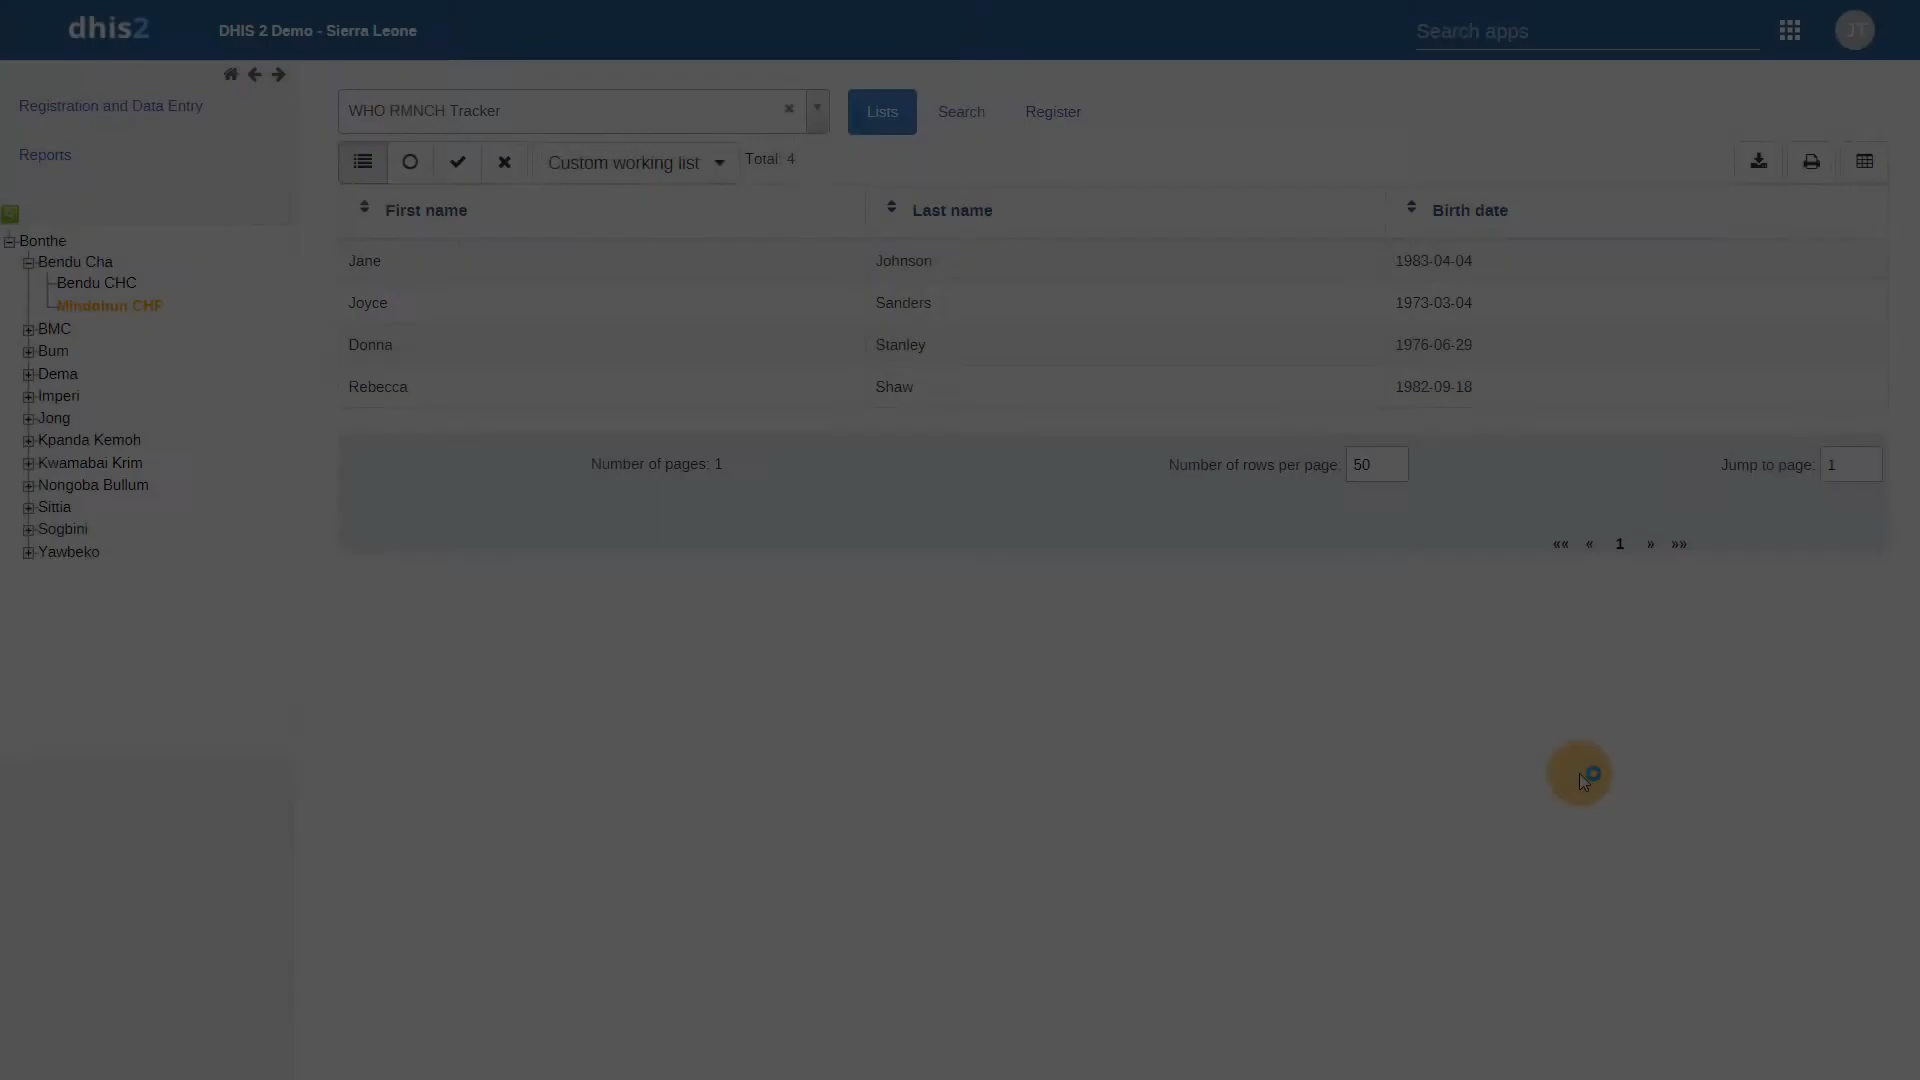 dhis2
DHIS 2 Demo - Sierra Leone
Search apps
JT
Registration and Data Entry
Reports
Bonthe
Bendu Cha
Bendu CHC
Mindohun CHP
BMC
Bum
Dema
Imperi
Jong
Kpanda Kemoh
Kwamabai Krim
Nongoba Bullum
Sittia
Sogbini
Yawbeko
WHO RMNCH Tracker
Lists
Search
Register
Custom working list
Total: 4
First name Last name Birth date
Jane Johnson 1983-04-04
Joyce Sanders 1973-03-04
Donna Stanley 1976-06-29
Rebecca Shaw 1982-09-18
Number of pages: 1
Number of rows per page: 50
Jump to page: 1
«« « 1 » »»